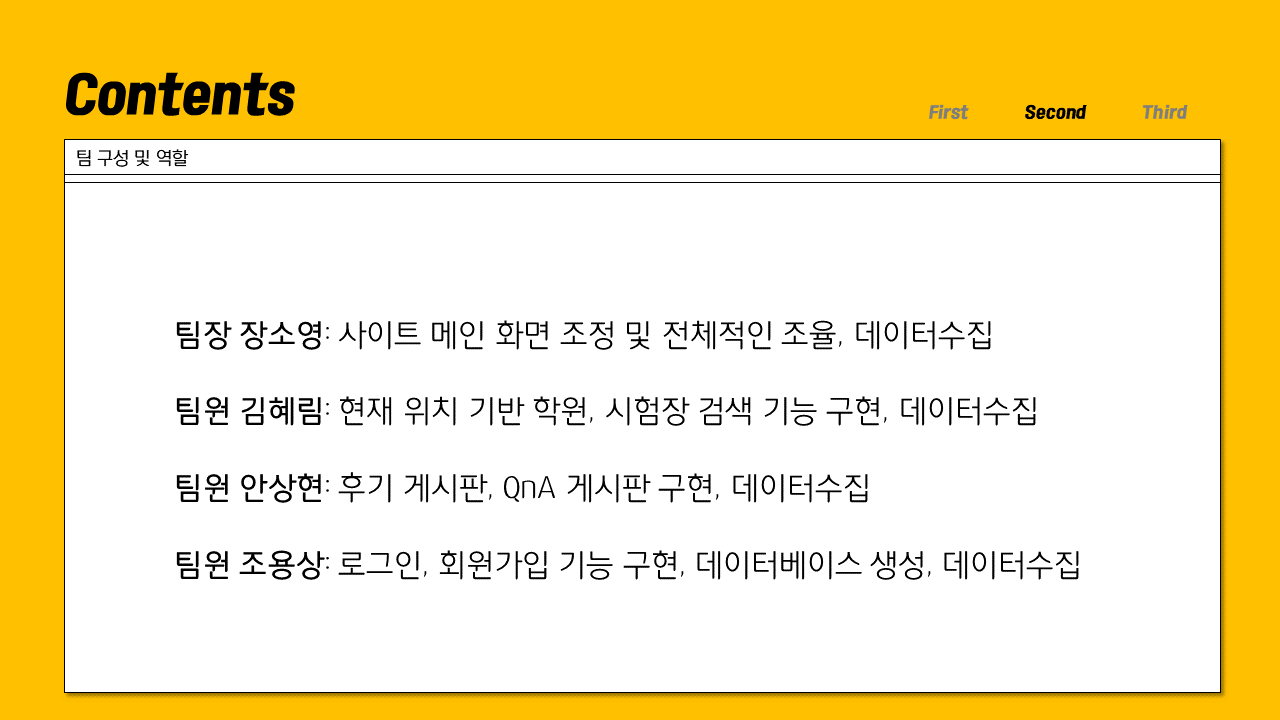 Contents
First Second Third
팀 구성 및 역할
팀장 장소영: 사이트 메인 화면 조정 및 전체적인 조율, 데이터수집
팀원 김혜림: 현재 위치 기반 학원, 시험장 검색 기능 구현, 데이터수집
팀원 안상현: 후기 게시판, QnA 게시판 구현, 데이터수집
팀원 조용상: 로그인, 회원가입 기능 구현, 데이터베이스 생성, 데이터수집